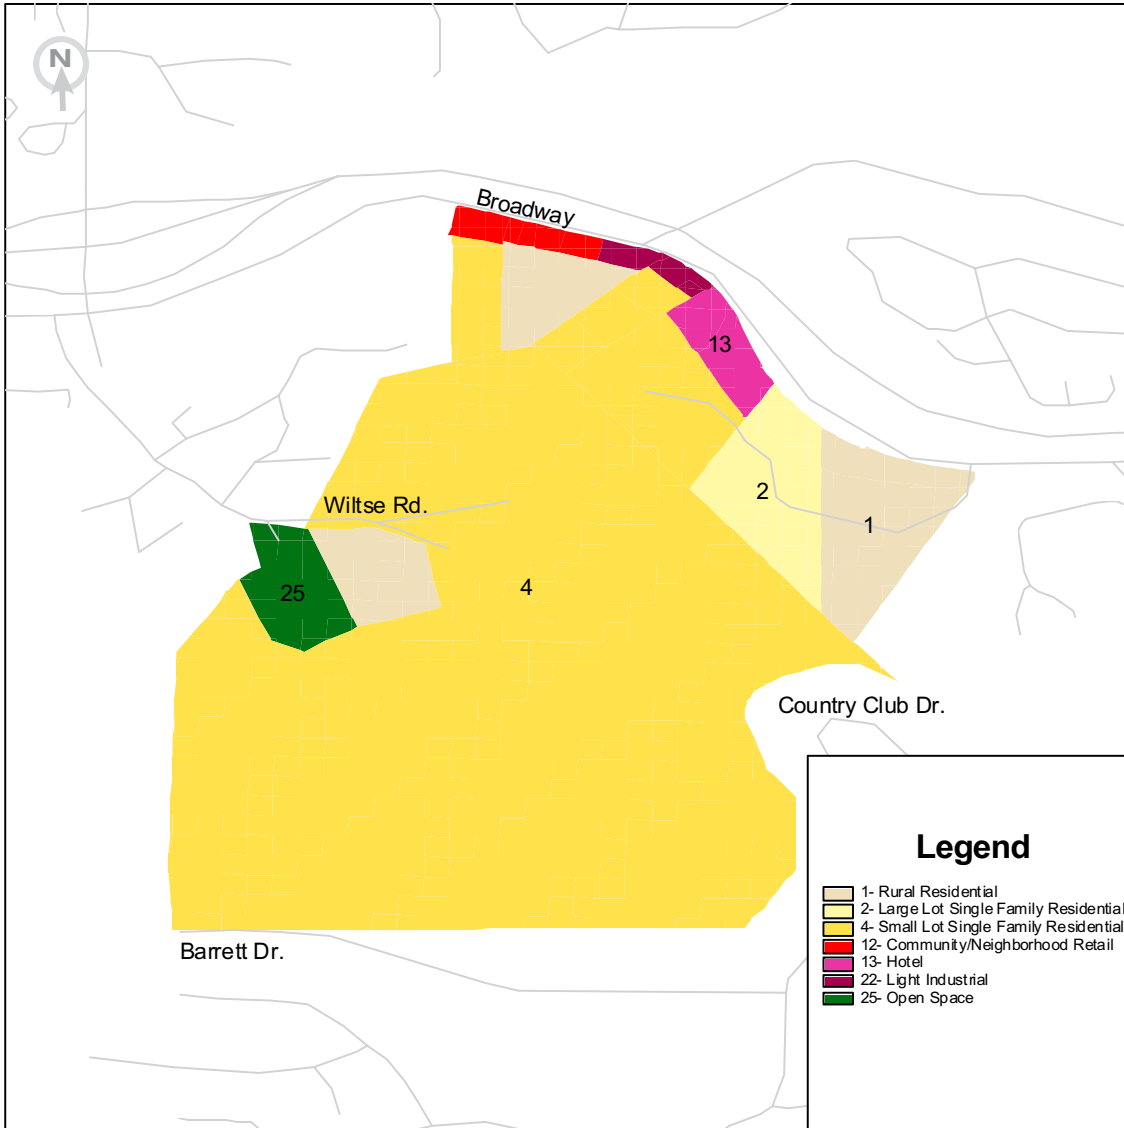 N
Broadway
13
2
1
Wiltse Rd.
25
4
Country Club Dr.
Barrett Dr.
Legend
1- Rural Residential
2- Large Lot Single Family Residential
4- Small Lot Single Family Residential
12- Community/Neighborhood Retail
13- Hotel
22- Light Industrial
25- Open Space